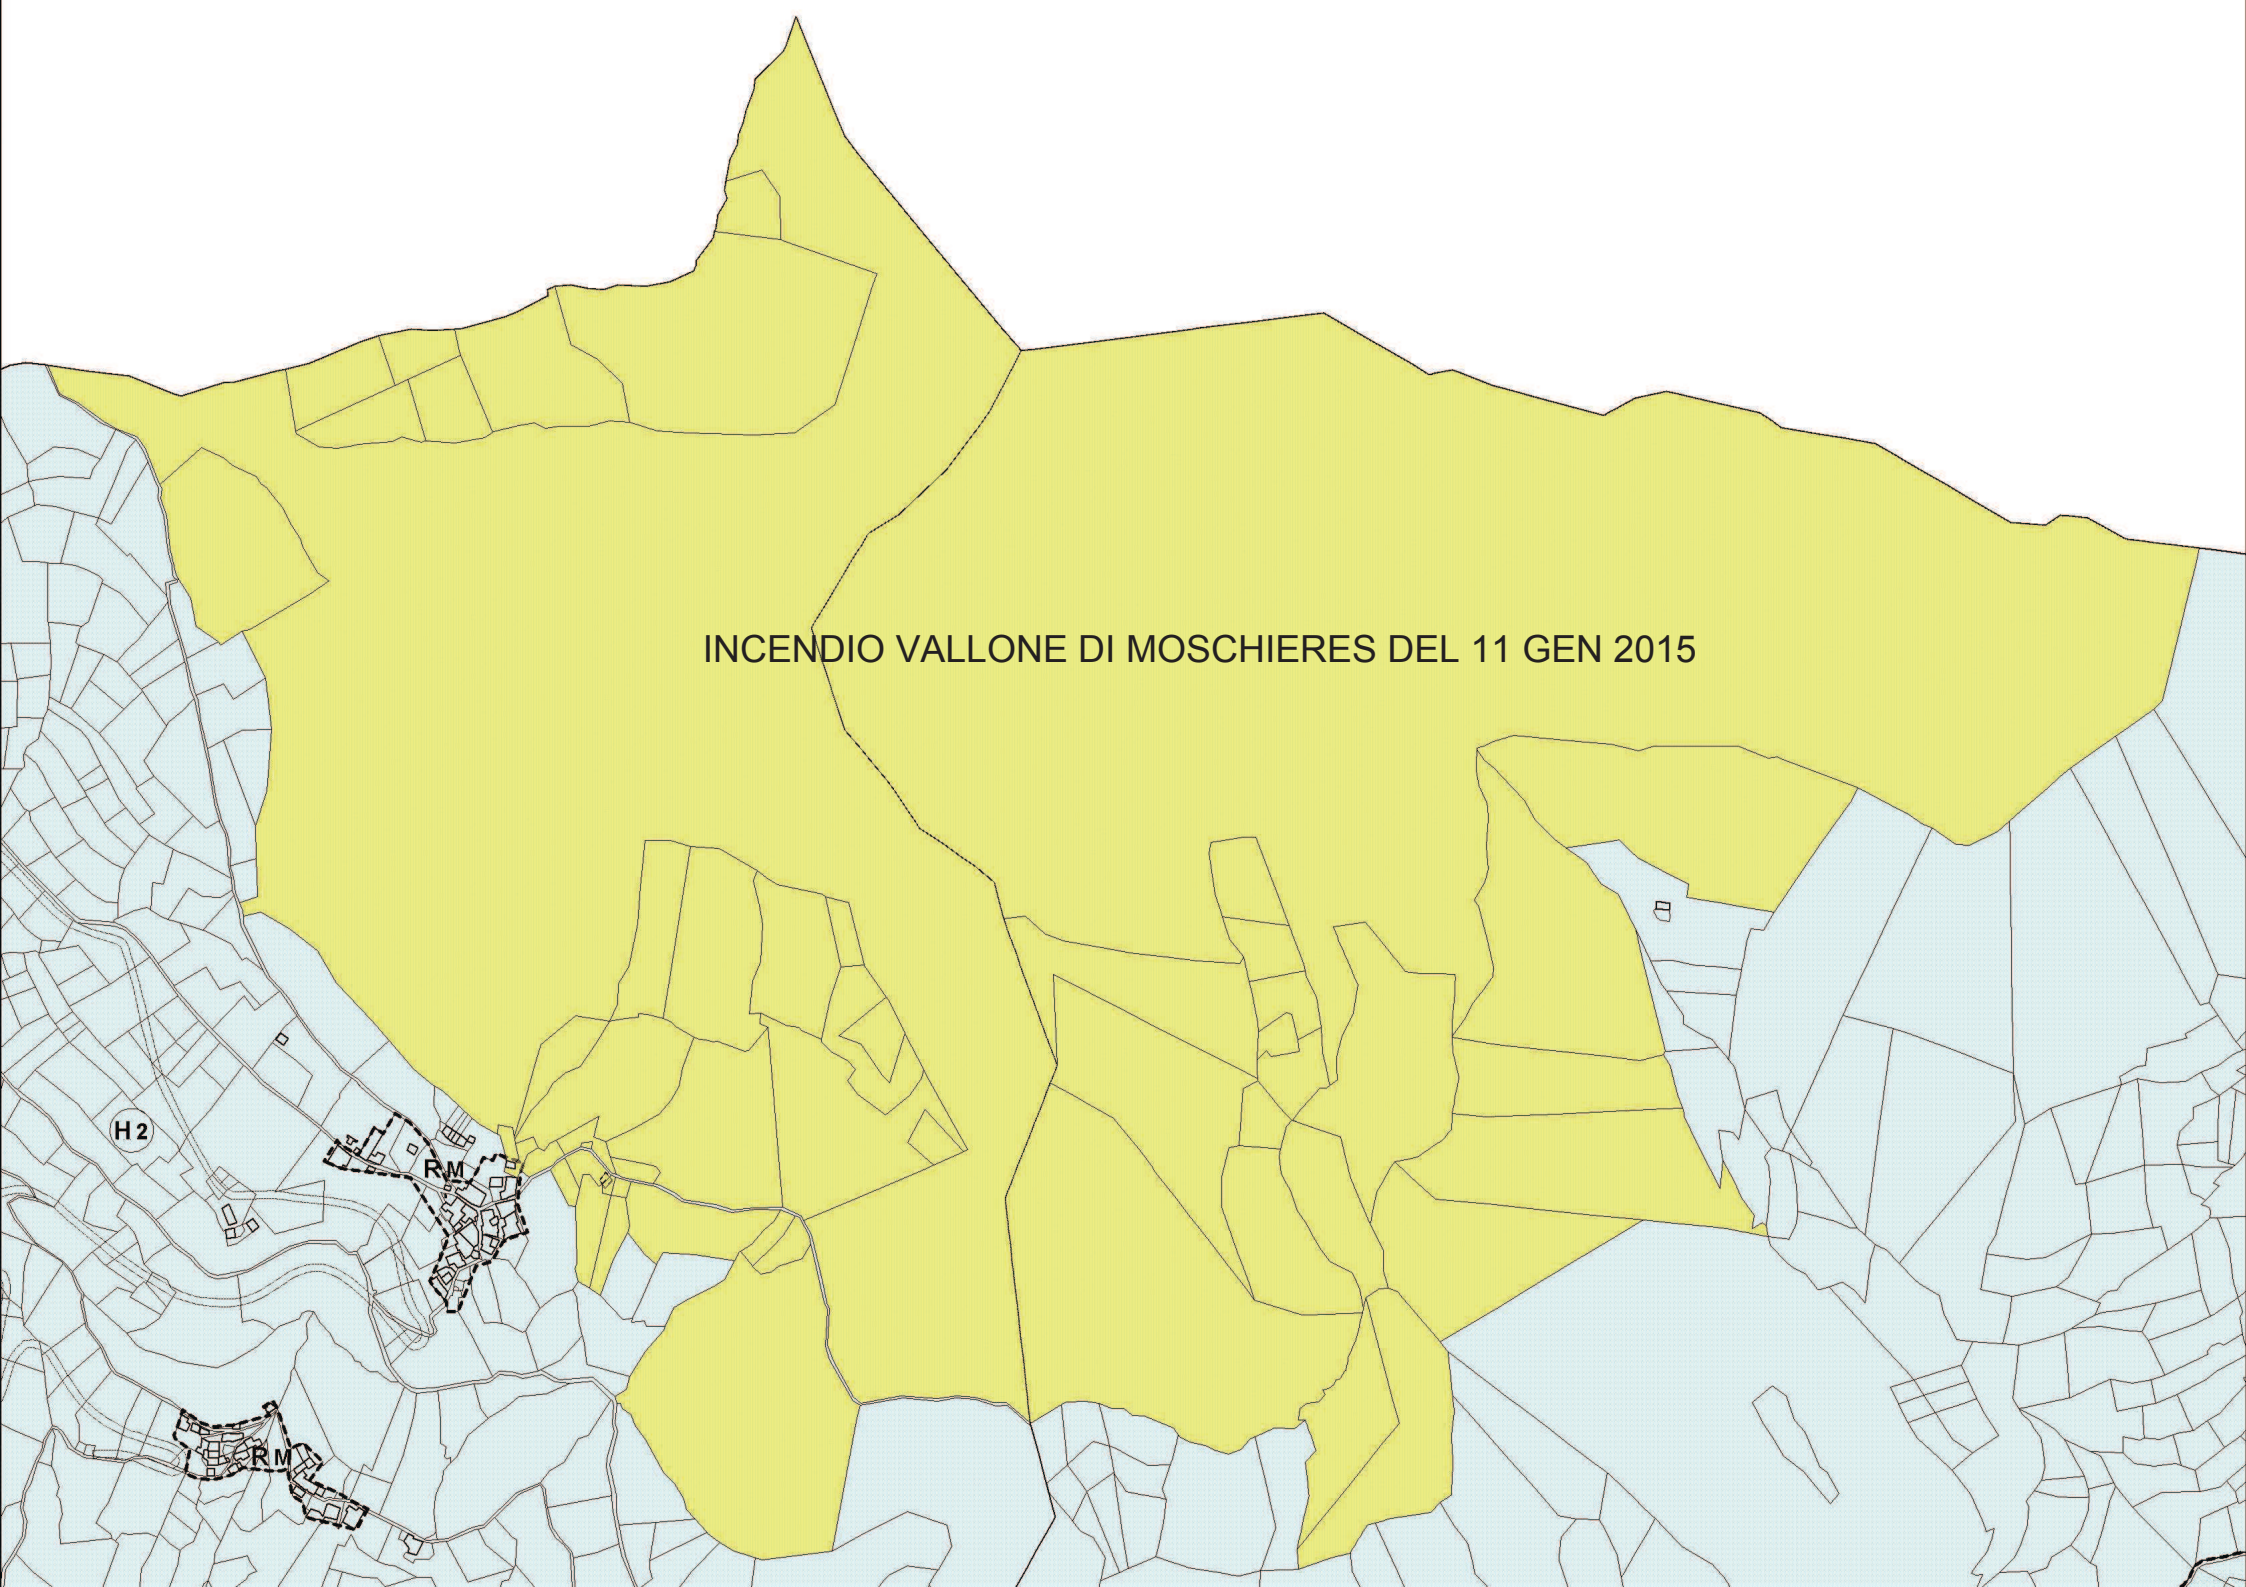 INCENDIO VALLONE DI MOSCHIERES DEL 11 GEN 2015
H2
RM
RM